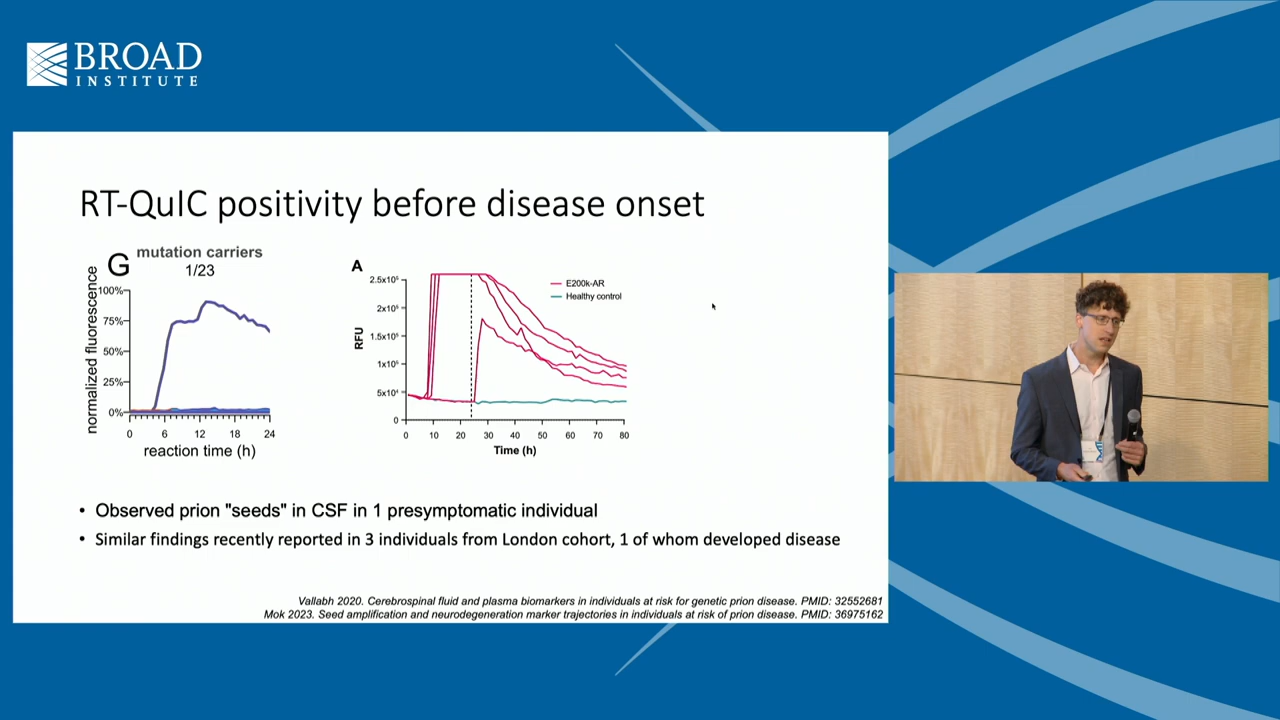 BROAD
INSTITUTE
RT-QuIC positivity before disease onset
G mutation carriers
1/23
normalized fluorescence
100%
75%
50%
25%
0%
0 6 12 18 24
reaction time (h)
A
RFU
2.5x10⁵
2x10⁵
1.5x10⁵
1x10⁵
5x10⁴
0
E200k-AR
Healthy control
0 10 20 30 40 50 60 70 80
Time (h)
• Observed prion "seeds" in CSF in 1 presymptomatic individual
• Similar findings recently reported in 3 individuals from London cohort, 1 of whom developed disease
Vallabh 2020. Cerebrospinal fluid and plasma biomarkers in individuals at risk for genetic prion disease. PMID: 32552681
Mok 2023. Seed amplification and neurodegeneration marker trajectories in individuals at risk of prion disease. PMID: 36975162